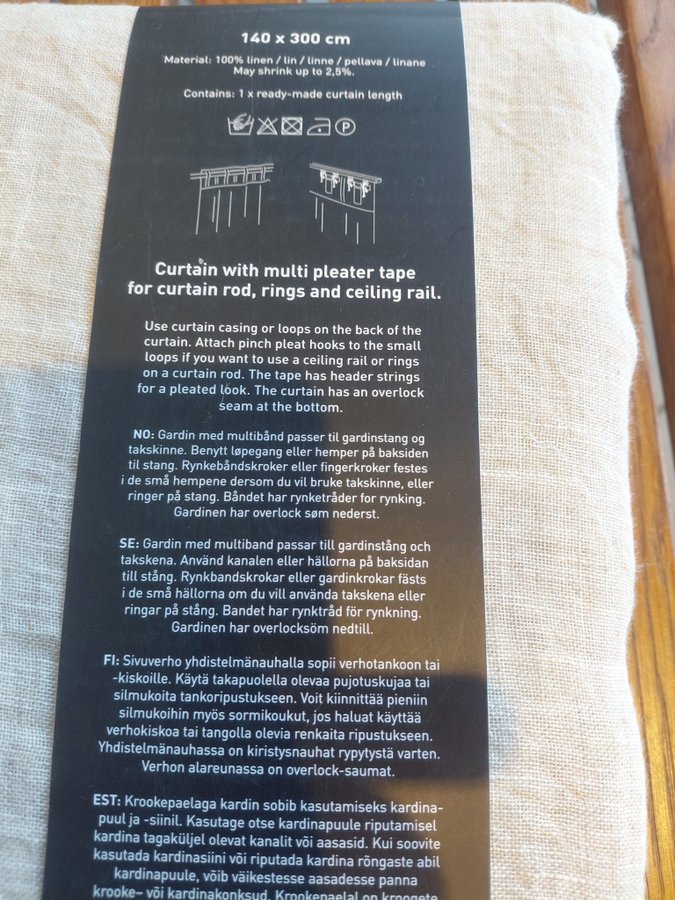 140 x 300 cm
Material: 100% linen / lin / linne / pellava / linane
May shrink up to 2,5%.
Contains: 1 x ready-made curtain length
P
Curtain with multi pleater tape
for curtain rod, rings and ceiling rail.
Use curtain casing or loops on the back of the
curtain. Attach pinch pleat hooks to the small
loops if you want to use a ceiling rail or rings
on a curtain rod. The tape has header strings
for a pleated look. The curtain has an overlock
seam at the bottom.
NO: Gardin med multibånd passer til gardinstang og
takskinne. Benytt løpegang eller hemper på baksiden
til stang. Rynkebåndskroker eller fingerkroker festes
i de små hempene dersom du vil bruke takskinne, eller
ringer på stang. Båndet har rynketråder for rynking.
Gardinen har overlock søm nederst.
SE: Gardin med multiband passar till gardinstång och
takskena. Använd kanalen eller hällorna på baksidan
till stång. Rynkbandskrokar eller gardinkrokar fästs
i de små hällorna om du vill använda takskena eller
ringar på stång. Bandet har rynktråd för rynkning.
Gardinen har overlocksöm nedtill.
FI: Sivuverho yhdistelmänauhalla sopii verhotankoon tai
-kiskoille. Käytä takapuolella olevaa pujotuskujaa tai
silmukoita tankoripustukseen. Voit kiinnittää pieniin
silmukoihin myös sormikoukut, jos haluat käyttää
verhokiskoa tai tangolla olevia renkaita ripustukseen.
Yhdistelmänauhassa on kiristysnauhat rypytystä varten.
Verhon alareunassa on overlock-saumat.
EST: Krookepaelaga kardin sobib kasutamiseks kardina-
puul ja -siinil. Kasutage otse kardinapuule riputamisel
kardina tagaküljel olevat kanalit või aasasid. Kui soovite
kasutada kardinasiini või riputada kardina rõngaste abil
kardinapuule, võib väikestesse aasadesse panna
krooke– või kardinakonksud. Krookepaelal on kroogete